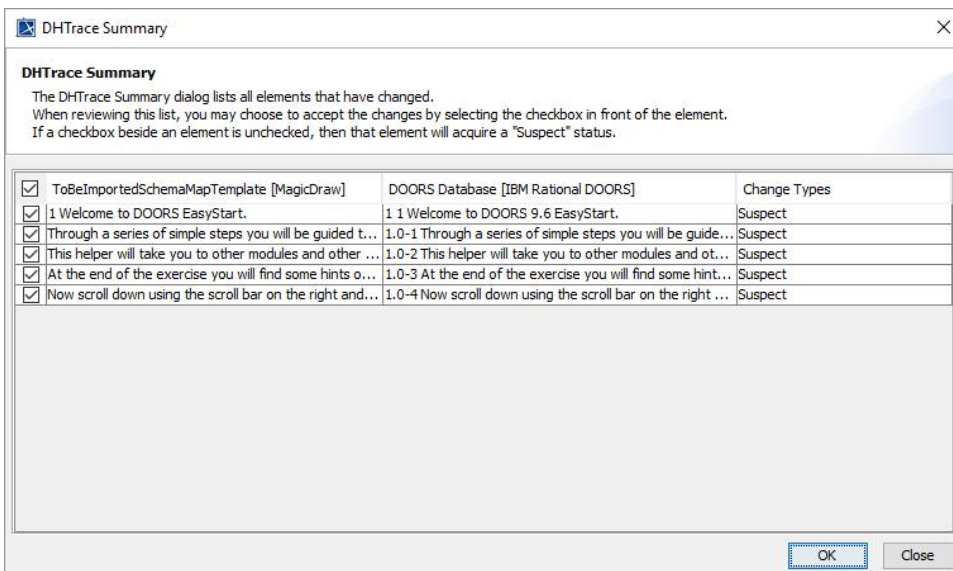 DHTrace Summary
DHTrace Summary
The DHTrace Summary dialog lists all elements that have changed.
When reviewing this list, you may choose to accept the changes by selecting the checkbox in front of the element.
If a checkbox beside an element is unchecked, then that element will acquire a "Suspect" status.
ToBeImportedSchemaMapTemplate [MagicDraw] DOORS Database [IBM Rational DOORS] Change Types
1 Welcome to DOORS EasyStart. 1 1 Welcome to DOORS 9.6 EasyStart. Suspect
Through a series of simple steps you will be guided t... 1.0-1 Through a series of simple steps you will be guide... Suspect
This helper will take you to other modules and other ... 1.0-2 This helper will take you to other modules and ot... Suspect
At the end of the exercise you will find some hints o... 1.0-3 At the end of the exercise you will find some hint... Suspect
Now scroll down using the scroll bar on the right and... 1.0-4 Now scroll down using the scroll bar on the right ... Suspect
OK Close